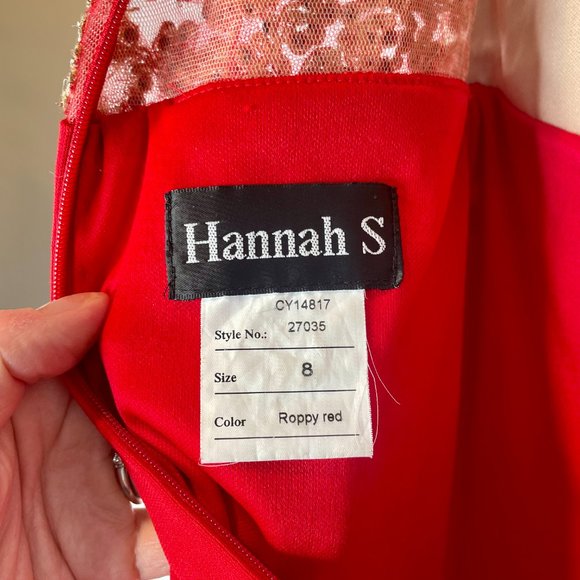 Hannah S
CY14817
Style No.: 27035
Size 8
Color Roppy red